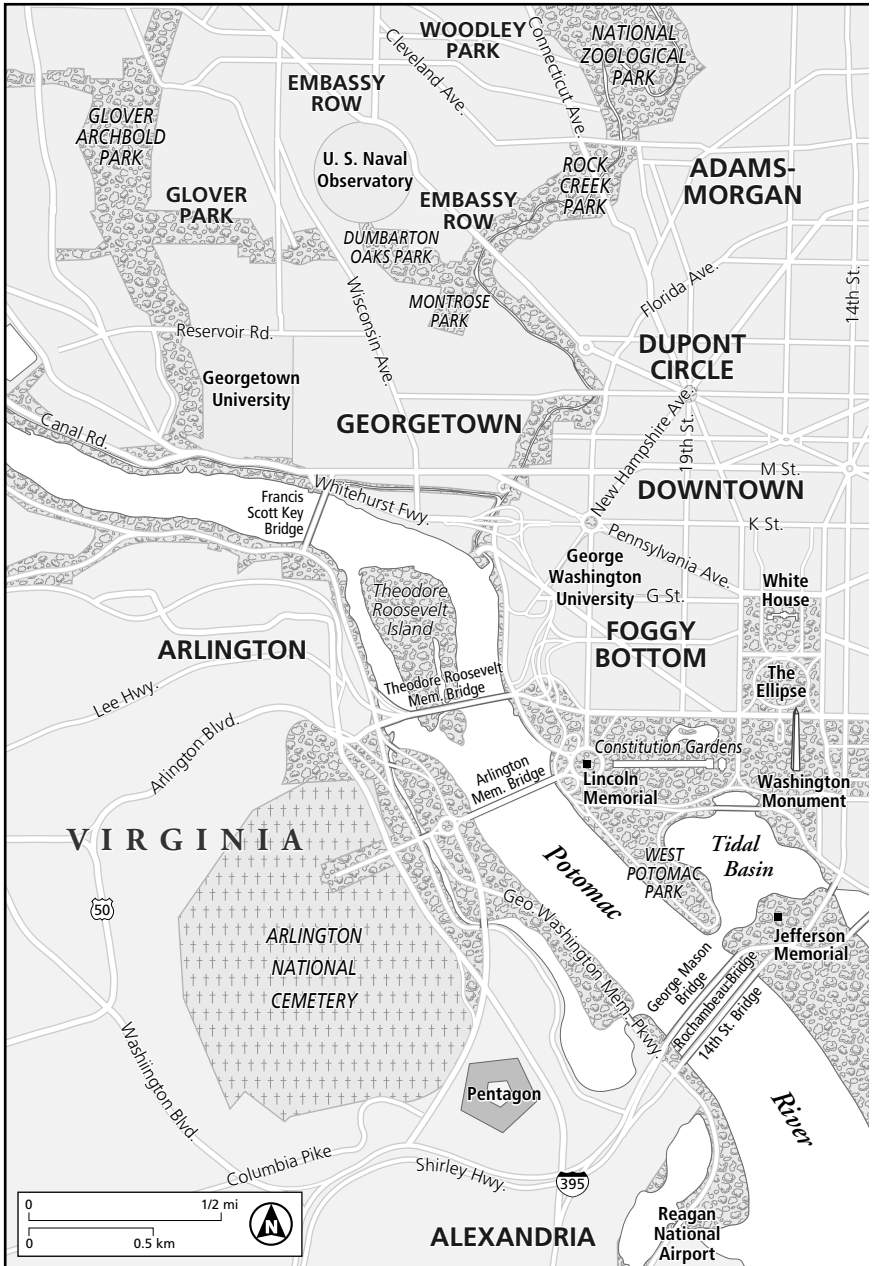 WOODLEY
PARK
Cleveland Ave.
Connecticut Ave.
NATIONAL
ZOOLOGICAL
PARK
EMBASSY
ROW
GLOVER
ARCHBOLD
PARK
U. S. Naval
Observatory
ROCK
CREEK
PARK
ADAMS-
MORGAN
GLOVER
PARK
EMBASSY
ROW
DUMBARTON
OAKS PARK
MONTROSE
PARK
Wisconsin Ave.
Florida Ave.
14th St.
Reservoir Rd.
DUPONT
CIRCLE
Georgetown
University
GEORGETOWN
New Hampshire Ave.
19th St.
Canal Rd.
M St.
Whitehurst Fwy.
DOWNTOWN
Francis
Scott Key
Bridge
K St.
Pennsylvania Ave.
George
Washington
University
G St.
White
House
Theodore
Roosevelt
Island
FOGGY
BOTTOM
ARLINGTON
The
Ellipse
Theodore Roosevelt
Mem. Bridge
Lee Hwy.
Arlington Blvd.
Constitution Gardens
Arlington
Mem. Bridge
Lincoln
Memorial
Washington
Monument
VIRGINIA
Potomac
WEST
POTOMAC
PARK
Tidal
Basin
50
ARLINGTON
NATIONAL
CEMETERY
Geo. Washington Mem. Pkwy.
Jefferson
Memorial
George Mason
Bridge
Rochambeau Bridge
14th St. Bridge
Washiington Blvd.
Pentagon
River
Columbia Pike
Shirley Hwy.
395
0
1/2 mi
0
0.5 km
N
ALEXANDRIA
Reagan
National
Airport